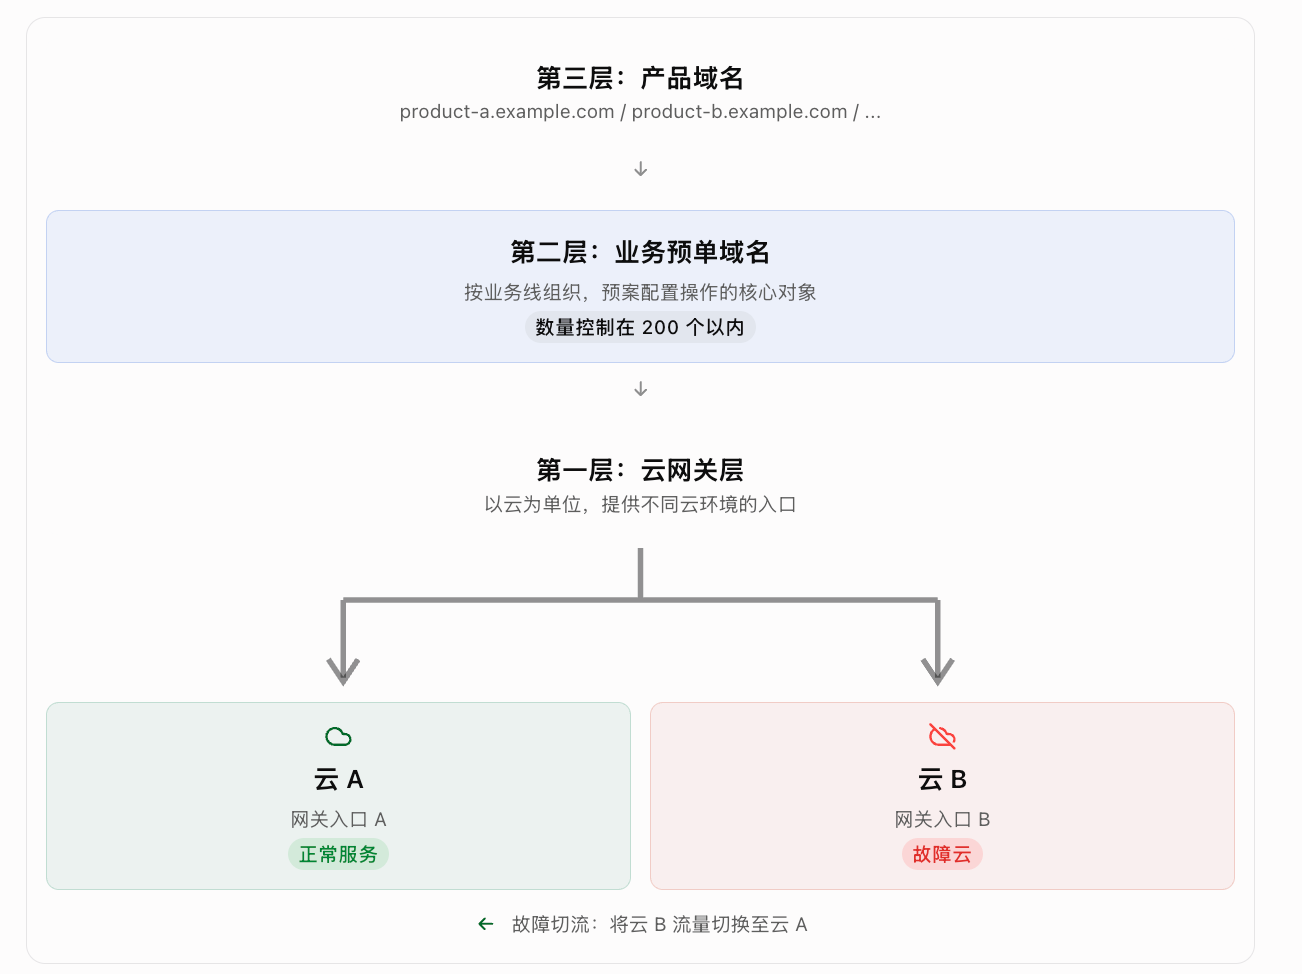 第三层：产品域名
product-a.example.com / product-b.example.com / ...
第二层：业务预单域名
按业务线组织，预案配置操作的核心对象
数量控制在 200 个以内
第一层：云网关层
以云为单位，提供不同云环境的入口
云 A
网关入口 A
正常服务
云 B
网关入口 B
故障云
故障切流：将云 B 流量切换至云 A